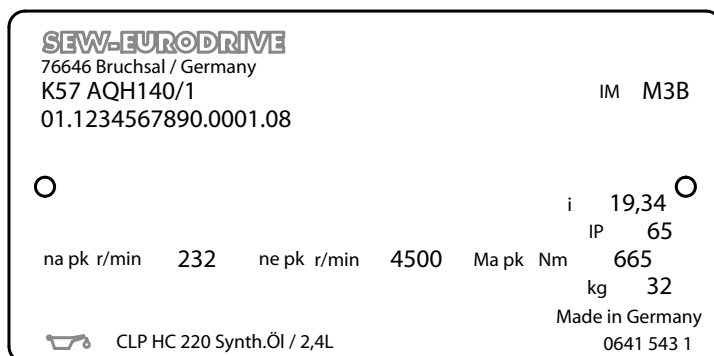 SEW-EURODRIVE
76646 Bruchsal / Germany
K57 AQH140/1 IM M3B
01.1234567890.0001.08
i 19,34
IP 65
na pk r/min 232 ne pk r/min 4500 Ma pk Nm 665
kg 32
Made in Germany
CLP HC 220 Synth.Öl / 2,4L 0641 543 1